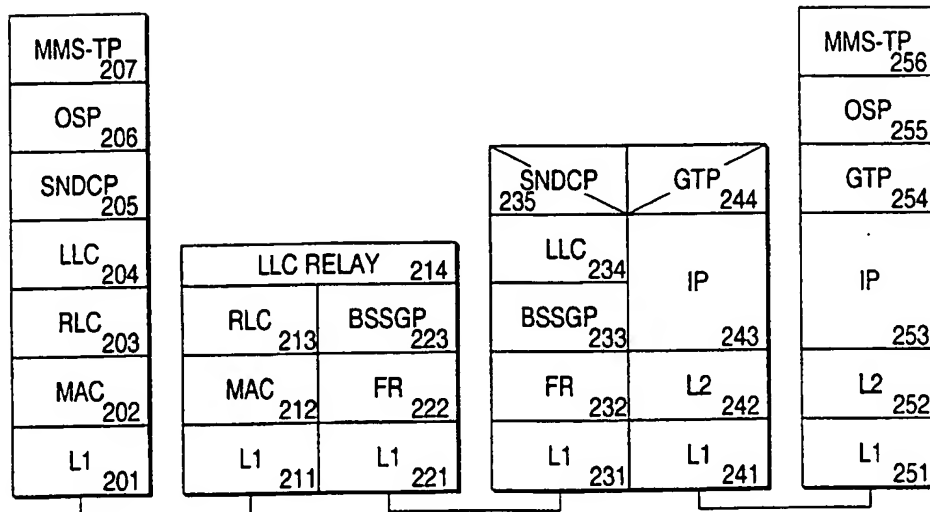 MMS-TP
207
OSP
206
SNDCP
205
LLC
204
RLC
203
MAC
202
L1
201
LLC RELAY 214
RLC
213
BSSGP
223
MAC
212
FR
222
L1
211
L1
221
SNDCP
235
GTP
244
LLC
234
IP
243
BSSGP
233
FR
232
L2
242
L1
231
L1
241
MMS-TP
256
OSP
255
GTP
254
IP
253
L2
252
L1
251